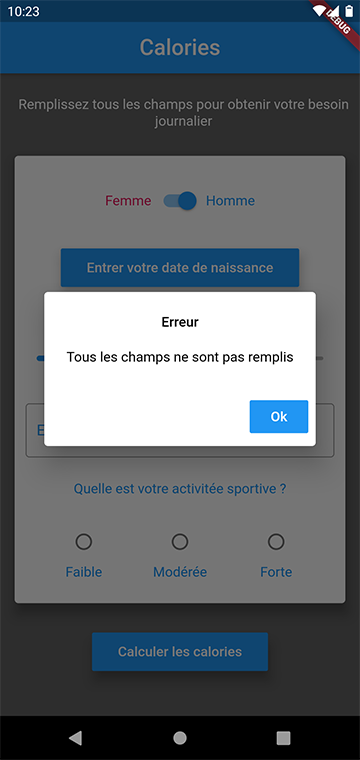 10:23
DEBUG
Calories
Remplissez tous les champs pour obtenir votre besoin
journalier
Femme
Homme
Entrer votre date de naissance
Erreur
Tous les champs ne sont pas remplis
Ok
E
Quelle est votre activitée sportive ?
Faible
Modérée
Forte
Calculer les calories